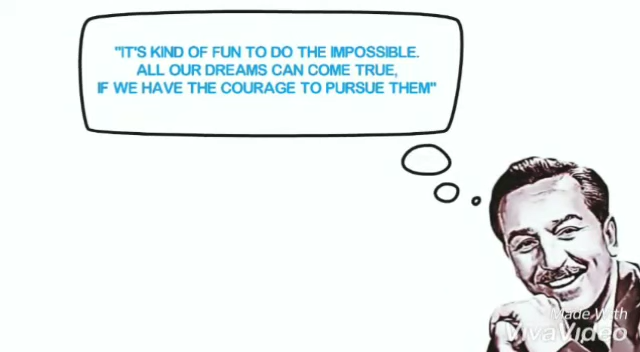 "IT'S KIND OF FUN TO DO THE IMPOSSIBLE.
ALL OUR DREAMS CAN COME TRUE,
IF WE HAVE THE COURAGE TO PURSUE THEM"
Made With
VivaVideo